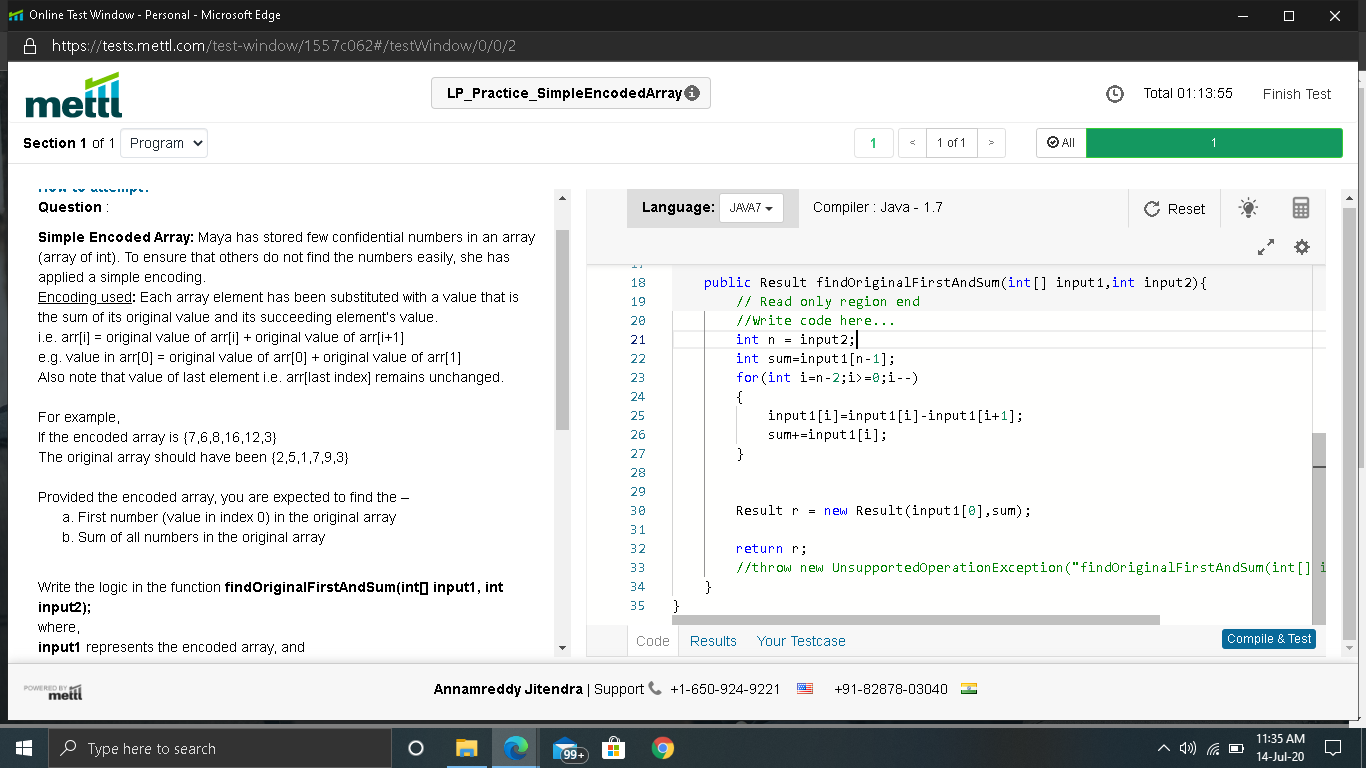 Online Test Window - Personal - Microsoft Edge
https://tests.mettl.com/test-window/1557c062#/testWindow/0/0/2
mettl
LP_Practice_SimpleEncodedArray
Total 01:13:55
Finish Test
Section 1 of 1
Program
1
<
1 of 1
>
All
1
How to attempt?
Question :
Simple Encoded Array: Maya has stored few confidential numbers in an array
(array of int). To ensure that others do not find the numbers easily, she has
applied a simple encoding.
Encoding used: Each array element has been substituted with a value that is
the sum of its original value and its succeeding element's value.
i.e. arr[i] = original value of arr[i] + original value of arr[i+1]
e.g. value in arr[0] = original value of arr[0] + original value of arr[1]
Also note that value of last element i.e. arr[last index] remains unchanged.
For example,
If the encoded array is {7,6,8,16,12,3}
The original array should have been {2,5,1,7,9,3}
Provided the encoded array, you are expected to find the –
a. First number (value in index 0) in the original array
b. Sum of all numbers in the original array
Write the logic in the function findOriginalFirstAndSum(int[] input1, int
input2);
where,
input1 represents the encoded array, and
Language: JAVA7
Compiler : Java - 1.7
Reset
17
18 public Result findOriginalFirstAndSum(int[] input1,int input2){
19 // Read only region end
20 //Write code here...
21 int n = input2;
22 int sum=input1[n-1];
23 for(int i=n-2;i>=0;i--)
24 {
25 input1[i]=input1[i]-input1[i+1];
26 sum+=input1[i];
27 }
28
29
30 Result r = new Result(input1[0],sum);
31
32 return r;
33 //throw new UnsupportedOperationException("findOriginalFirstAndSum(int[] i
34 }
35 }
Code
Results
Your Testcase
Compile & Test
POWERED BY
mettl
Annamreddy Jitendra | Support +1-650-924-9221 +91-82878-03040
Type here to search
99+
11:35 AM
14-Jul-20